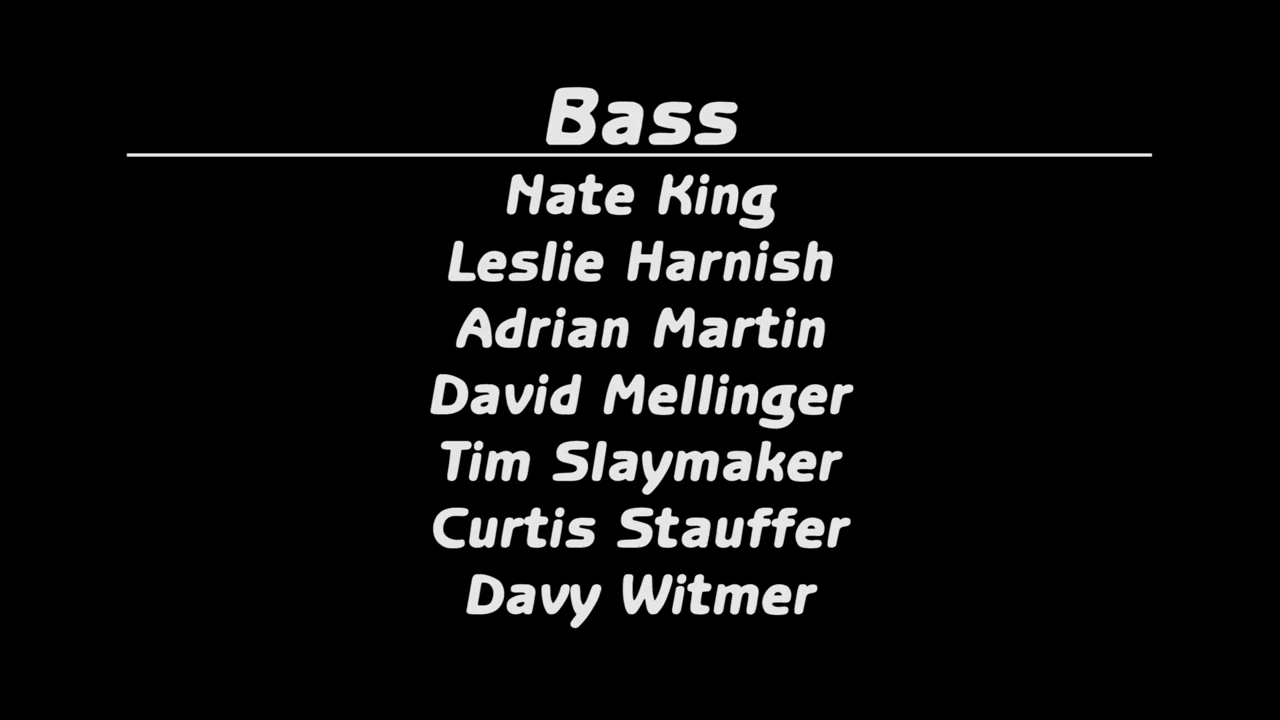 Bass
Nate King
Leslie Harnish
Adrian Martin
David Mellinger
Tim Slaymaker
Curtis Stauffer
Davy Witmer